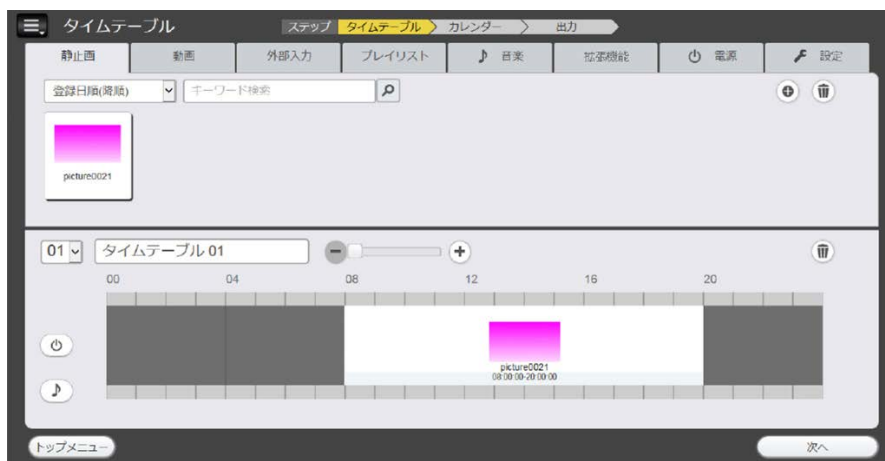 タイムテーブル
ステップ タイムテーブル カレンダー 出力
静止画 動画 外部入力 プレイリスト 音楽 拡張機能 電源 設定
登録日順(降順) キーワード検索
picture0021
01 タイムテーブル 01
00 04 08 12 16 20
picture0021
08:00:00-20:00:00
トップメニュー 次へ